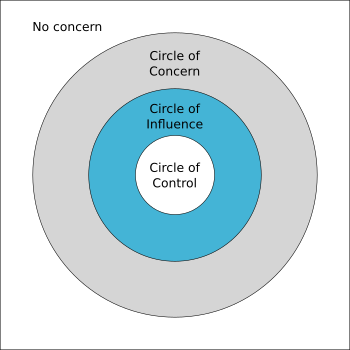 No concern
Circle of
Concern
Circle of
Influence
Circle of
Control